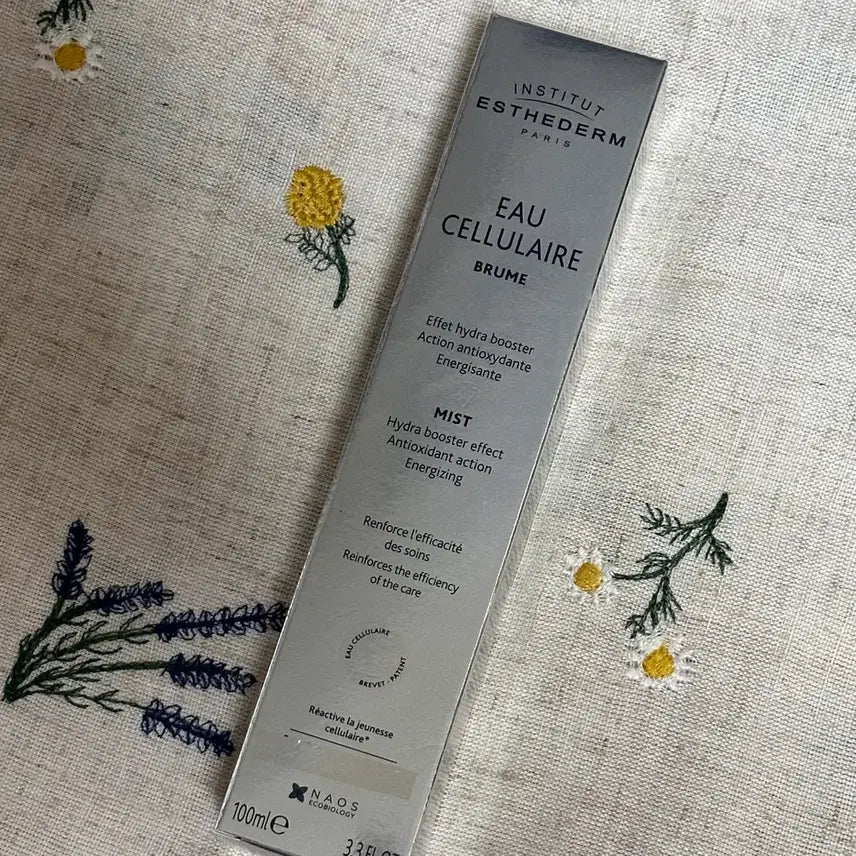 INSTITUT
ESTHEDERM
PARIS
EAU
CELLULAIRE
BRUME
Effet hydra booster
Action antioxydante
Energisante
MIST
Hydra booster effect
Antioxidant action
Energizing
Renforce l'efficacité
des soins
Reinforces the efficiency
of the care
EAU CELLULAIRE
BREVET - PATENT
Réactive la jeunesse
cellulaire*
NAOS
ECOBIOLOGY
100ml e